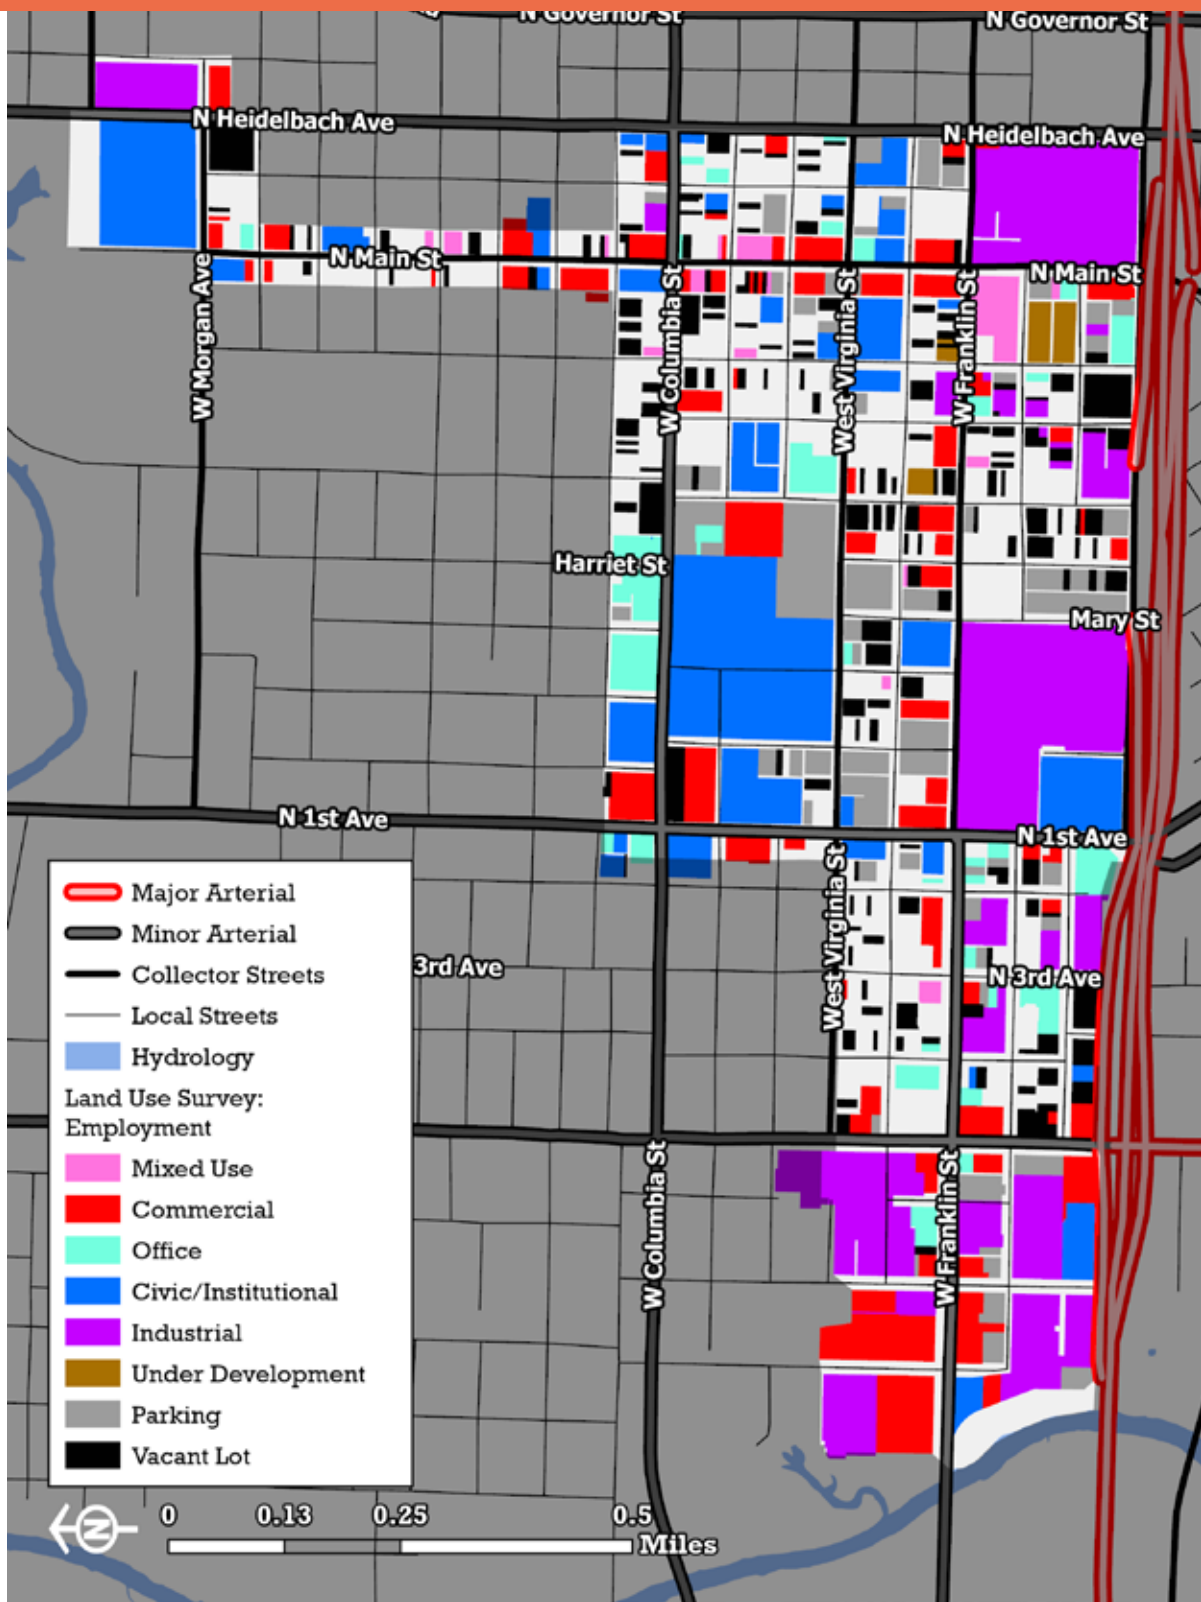 N Governor St
N Governor St
N Heidelbach Ave
N Heidelbach Ave
N Main St
N Main St
W Morgan Ave
W Columbia St
West Virginia St
W Franklin St
Harriet St
Mary St
N 1st Ave
N 1st Ave
West Virginia St
3rd Ave
N 3rd Ave
W Columbia St
W Franklin St
Major Arterial
Minor Arterial
Collector Streets
Local Streets
Hydrology
Land Use Survey:
Employment
Mixed Use
Commercial
Office
Civic/Institutional
Industrial
Under Development
Parking
Vacant Lot
N
0 0.13 0.25 0.5
Miles